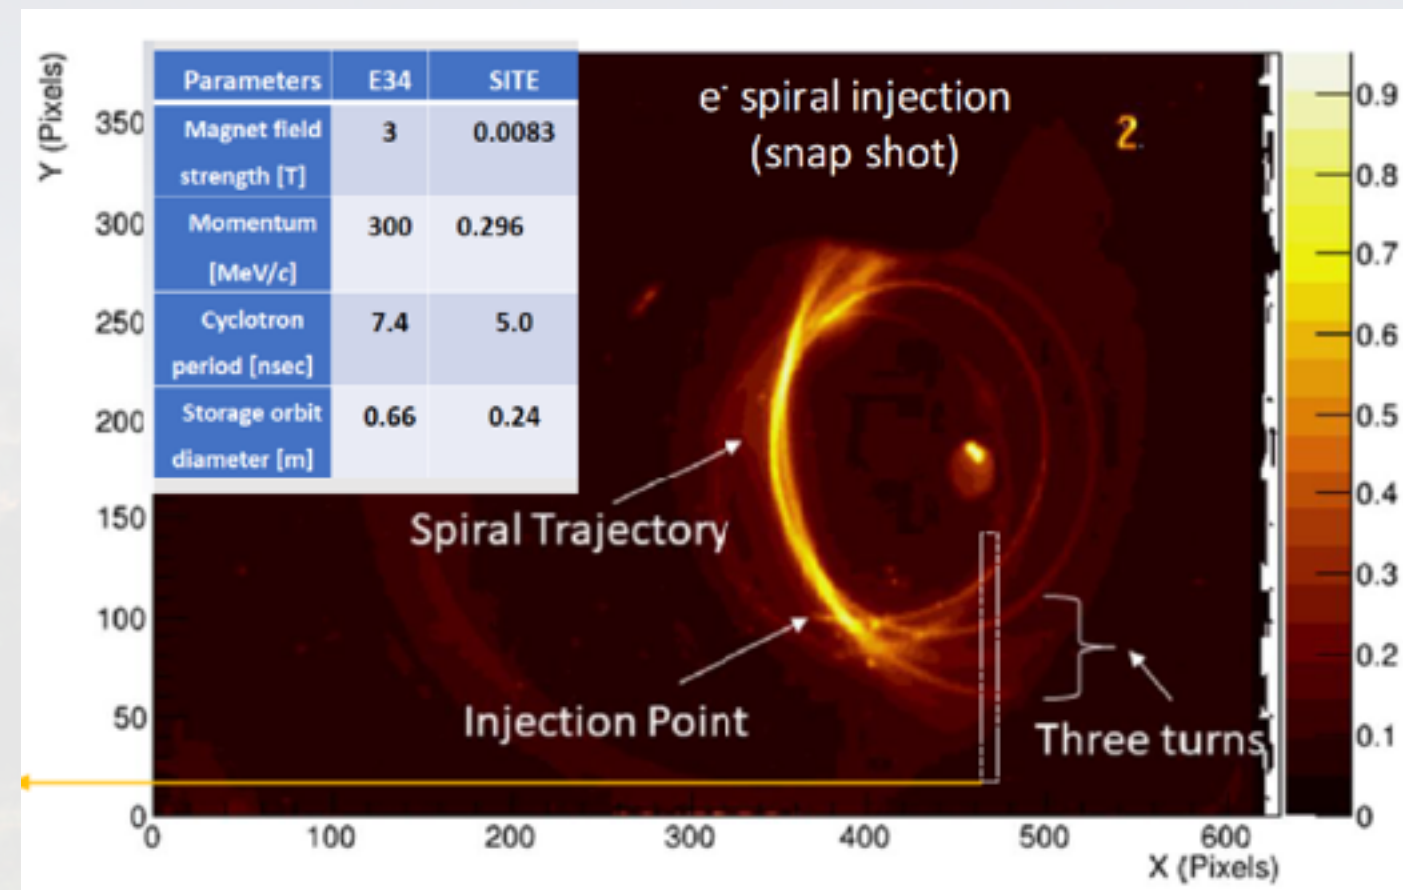 Y (Pixels)
Parameters E34 SITE
Magnet field
strength [T]
3 0.0083
Momentum
[MeV/c]
300 0.296
Cyclotron
period [nsec]
7.4 5.0
Storage orbit
diameter [m]
0.66 0.24
e- spiral injection
(snap shot)
2
Spiral Trajectory
Injection Point
Three turns
350
300
250
200
150
100
50
0
0 100 200 300 400 500 600
X (Pixels)
0.9
0.8
0.7
0.6
0.5
0.4
0.3
0.2
0.1
0